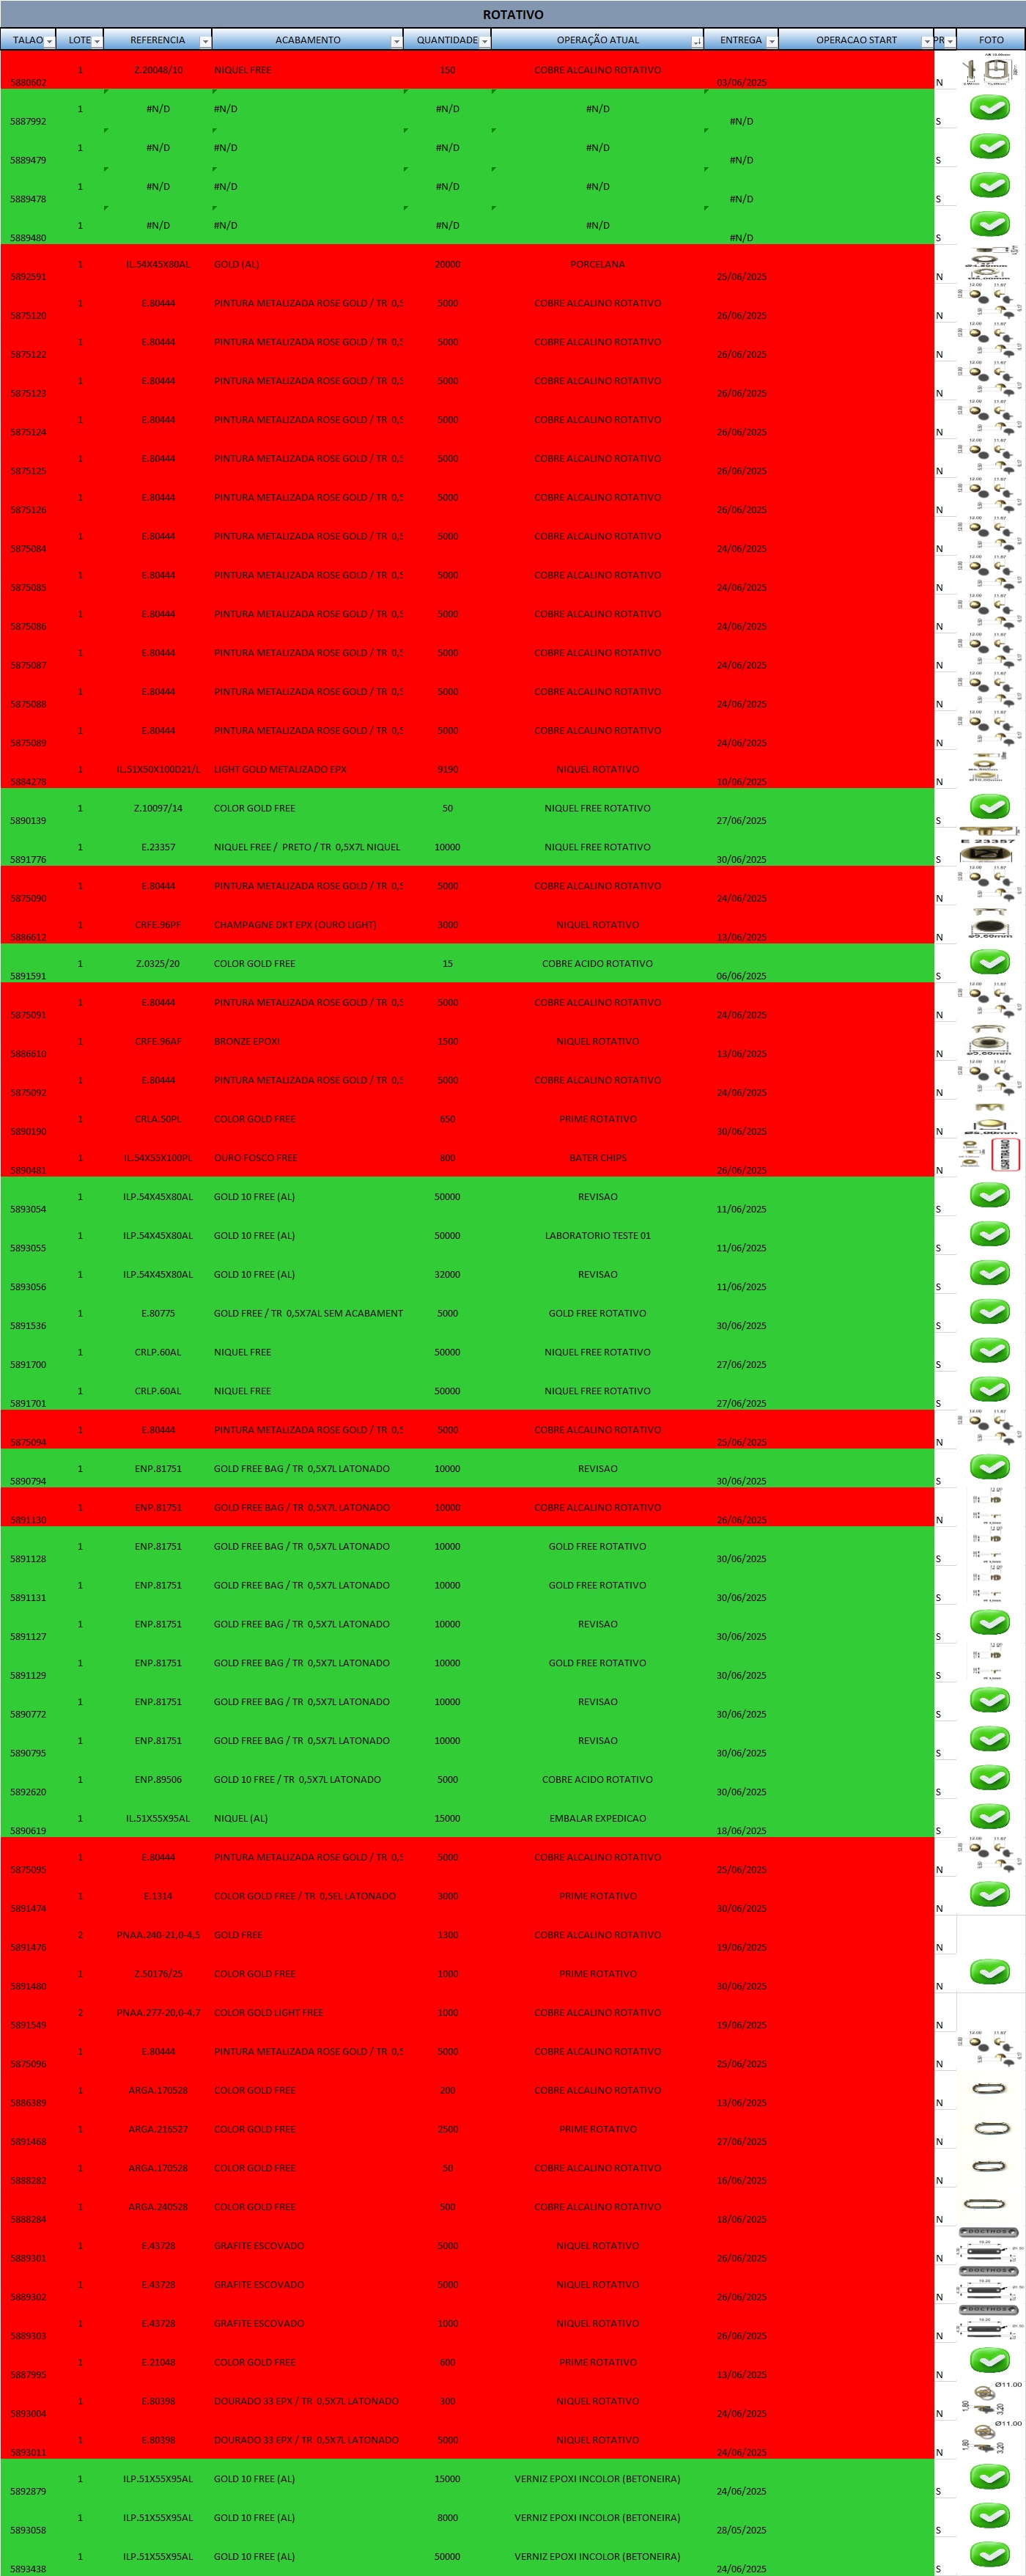 ROTATIVO
TALAO LOTE REFERENCIA ACABAMENTO QUANTIDADE OPERAÇÃO ATUAL ENTREGA OPERACAO START PR FOTO
5880602 1 Z.20048/10 NIQUEL FREE 150 COBRE ALCALINO ROTATIVO 03/06/2025 N
5887992 1 #N/D #N/D #N/D #N/D #N/D S
5889479 1 #N/D #N/D #N/D #N/D #N/D S
5889478 1 #N/D #N/D #N/D #N/D #N/D S
5889480 1 #N/D #N/D #N/D #N/D #N/D S
5892591 1 IL.54X45X80AL GOLD (AL) 20000 PORCELANA 25/06/2025 N
5875120 1 E.80444 PINTURA METALIZADA ROSE GOLD / TR 0,5 5000 COBRE ALCALINO ROTATIVO 26/06/2025 N
5875122 1 E.80444 PINTURA METALIZADA ROSE GOLD / TR 0,5 5000 COBRE ALCALINO ROTATIVO 26/06/2025 N
5875123 1 E.80444 PINTURA METALIZADA ROSE GOLD / TR 0,5 5000 COBRE ALCALINO ROTATIVO 26/06/2025 N
5875124 1 E.80444 PINTURA METALIZADA ROSE GOLD / TR 0,5 5000 COBRE ALCALINO ROTATIVO 26/06/2025 N
5875125 1 E.80444 PINTURA METALIZADA ROSE GOLD / TR 0,5 5000 COBRE ALCALINO ROTATIVO 26/06/2025 N
5875126 1 E.80444 PINTURA METALIZADA ROSE GOLD / TR 0,5 5000 COBRE ALCALINO ROTATIVO 26/06/2025 N
5875084 1 E.80444 PINTURA METALIZADA ROSE GOLD / TR 0,5 5000 COBRE ALCALINO ROTATIVO 24/06/2025 N
5875085 1 E.80444 PINTURA METALIZADA ROSE GOLD / TR 0,5 5000 COBRE ALCALINO ROTATIVO 24/06/2025 N
5875086 1 E.80444 PINTURA METALIZADA ROSE GOLD / TR 0,5 5000 COBRE ALCALINO ROTATIVO 24/06/2025 N
5875087 1 E.80444 PINTURA METALIZADA ROSE GOLD / TR 0,5 5000 COBRE ALCALINO ROTATIVO 24/06/2025 N
5875088 1 E.80444 PINTURA METALIZADA ROSE GOLD / TR 0,5 5000 COBRE ALCALINO ROTATIVO 24/06/2025 N
5875089 1 E.80444 PINTURA METALIZADA ROSE GOLD / TR 0,5 5000 COBRE ALCALINO ROTATIVO 24/06/2025 N
5884278 1 IL.51X50X100D21/L LIGHT GOLD METALIZADO EPX 9190 NIQUEL ROTATIVO 10/06/2025 N
5890139 1 Z.10097/14 COLOR GOLD FREE 50 NIQUEL FREE ROTATIVO 27/06/2025 S
5891776 1 E.23357 NIQUEL FREE / PRETO / TR 0,5X7L NIQUEL 10000 NIQUEL FREE ROTATIVO 30/06/2025 S E 23357
5875090 1 E.80444 PINTURA METALIZADA ROSE GOLD / TR 0,5 5000 COBRE ALCALINO ROTATIVO 24/06/2025 N
5886612 1 CRFE.96PF CHAMPAGNE DKT EPX (OURO LIGHT) 3000 NIQUEL ROTATIVO 13/06/2025 N
5891591 1 Z.0325/20 COLOR GOLD FREE 15 COBRE ACIDO ROTATIVO 06/06/2025 S
5875091 1 E.80444 PINTURA METALIZADA ROSE GOLD / TR 0,5 5000 COBRE ALCALINO ROTATIVO 24/06/2025 N
5886610 1 CRFE.96AF BRONZE EPOXI 1500 NIQUEL ROTATIVO 13/06/2025 N
5875092 1 E.80444 PINTURA METALIZADA ROSE GOLD / TR 0,5 5000 COBRE ALCALINO ROTATIVO 24/06/2025 N
5890190 1 CRLA.50PL COLOR GOLD FREE 650 PRIME ROTATIVO 30/06/2025 N
5890481 1 IL.54X55X100PL OURO FOSCO FREE 800 BATER CHIPS 26/06/2025 N
5893054 1 ILP.54X45X80AL GOLD 10 FREE (AL) 50000 REVISAO 11/06/2025 S
5893055 1 ILP.54X45X80AL GOLD 10 FREE (AL) 50000 LABORATORIO TESTE 01 11/06/2025 S
5893056 1 ILP.54X45X80AL GOLD 10 FREE (AL) 32000 REVISAO 11/06/2025 S
5891536 1 E.80775 GOLD FREE / TR 0,5X7AL SEM ACABAMENT 5000 GOLD FREE ROTATIVO 30/06/2025 S
5891700 1 CRLP.60AL NIQUEL FREE 50000 NIQUEL FREE ROTATIVO 27/06/2025 S
5891701 1 CRLP.60AL NIQUEL FREE 50000 NIQUEL FREE ROTATIVO 27/06/2025 S
5875094 1 E.80444 PINTURA METALIZADA ROSE GOLD / TR 0,5 5000 COBRE ALCALINO ROTATIVO 25/06/2025 N
5890794 1 ENP.81751 GOLD FREE BAG / TR 0,5X7L LATONADO 10000 REVISAO 30/06/2025 S
5891130 1 ENP.81751 GOLD FREE BAG / TR 0,5X7L LATONADO 10000 COBRE ALCALINO ROTATIVO 26/06/2025 N
5891128 1 ENP.81751 GOLD FREE BAG / TR 0,5X7L LATONADO 10000 GOLD FREE ROTATIVO 30/06/2025 S
5891131 1 ENP.81751 GOLD FREE BAG / TR 0,5X7L LATONADO 10000 GOLD FREE ROTATIVO 30/06/2025 S
5891127 1 ENP.81751 GOLD FREE BAG / TR 0,5X7L LATONADO 10000 REVISAO 30/06/2025 S
5891129 1 ENP.81751 GOLD FREE BAG / TR 0,5X7L LATONADO 10000 GOLD FREE ROTATIVO 30/06/2025 S
5890772 1 ENP.81751 GOLD FREE BAG / TR 0,5X7L LATONADO 10000 REVISAO 30/06/2025 S
5890795 1 ENP.81751 GOLD FREE BAG / TR 0,5X7L LATONADO 10000 REVISAO 30/06/2025 S
5892620 1 ENP.89506 GOLD 10 FREE / TR 0,5X7L LATONADO 5000 COBRE ACIDO ROTATIVO 30/06/2025 S
5890619 1 IL.51X55X95AL NIQUEL (AL) 15000 EMBALAR EXPEDICAO 18/06/2025 S
5875095 1 E.80444 PINTURA METALIZADA ROSE GOLD / TR 0,5 5000 COBRE ALCALINO ROTATIVO 25/06/2025 N
5891474 1 E.1314 COLOR GOLD FREE / TR 0,5EL LATONADO 3000 PRIME ROTATIVO 30/06/2025 N
5891476 2 PNAA.240-21,0-4,5 GOLD FREE 1300 COBRE ALCALINO ROTATIVO 19/06/2025 N
5891480 1 Z.50176/25 COLOR GOLD FREE 1000 PRIME ROTATIVO 30/06/2025 N
5891549 2 PNAA.277-20,0-4,7 COLOR GOLD LIGHT FREE 1000 COBRE ALCALINO ROTATIVO 19/06/2025 N
5875096 1 E.80444 PINTURA METALIZADA ROSE GOLD / TR 0,5 5000 COBRE ALCALINO ROTATIVO 25/06/2025 N
5886389 1 ARGA.170528 COLOR GOLD FREE 200 COBRE ALCALINO ROTATIVO 13/06/2025 N
5891468 1 ARGA.216527 COLOR GOLD FREE 2500 PRIME ROTATIVO 27/06/2025 N
5888282 1 ARGA.170528 COLOR GOLD FREE 50 COBRE ALCALINO ROTATIVO 16/06/2025 N
5888284 1 ARGA.240528 COLOR GOLD FREE 500 COBRE ALCALINO ROTATIVO 18/06/2025 N
5889301 1 E.43728 GRAFITE ESCOVADO 5000 NIQUEL ROTATIVO 26/06/2025 N
5889302 1 E.43728 GRAFITE ESCOVADO 5000 NIQUEL ROTATIVO 26/06/2025 N
5889303 1 E.43728 GRAFITE ESCOVADO 1000 NIQUEL ROTATIVO 26/06/2025 N
5887995 1 E.21048 COLOR GOLD FREE 600 PRIME ROTATIVO 13/06/2025 N
5893004 1 E.80398 DOURADO 33 EPX / TR 0,5X7L LATONADO 300 NIQUEL ROTATIVO 24/06/2025 N Ø11.00 1,80 3,20
5893011 1 E.80398 DOURADO 33 EPX / TR 0,5X7L LATONADO 5000 NIQUEL ROTATIVO 24/06/2025 N Ø11.00 1,80 3,20
5892879 1 ILP.51X55X95AL GOLD 10 FREE (AL) 15000 VERNIZ EPOXI INCOLOR (BETONEIRA) 24/06/2025 S
5893058 1 ILP.51X55X95AL GOLD 10 FREE (AL) 8000 VERNIZ EPOXI INCOLOR (BETONEIRA) 28/05/2025 S
5893438 1 ILP.51X55X95AL GOLD 10 FREE (AL) 50000 VERNIZ EPOXI INCOLOR (BETONEIRA) 24/06/2025 S